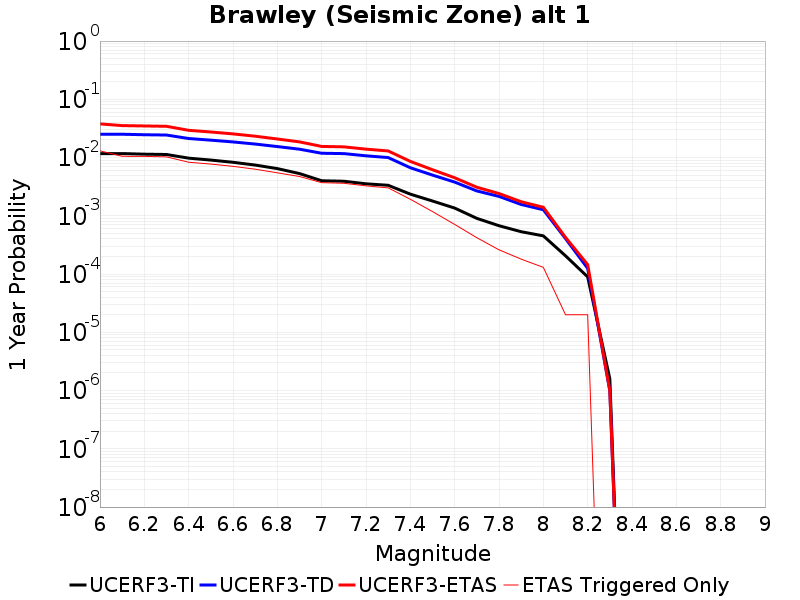 Brawley (Seismic Zone) alt 1
1 Year Probability
10^0
10^-1
10^-2
10^-3
10^-4
10^-5
10^-6
10^-7
10^-8
6 6.2 6.4 6.6 6.8 7 7.2 7.4 7.6 7.8 8 8.2 8.4 8.6 8.8 9
Magnitude
UCERF3-TI UCERF3-TD UCERF3-ETAS ETAS Triggered Only